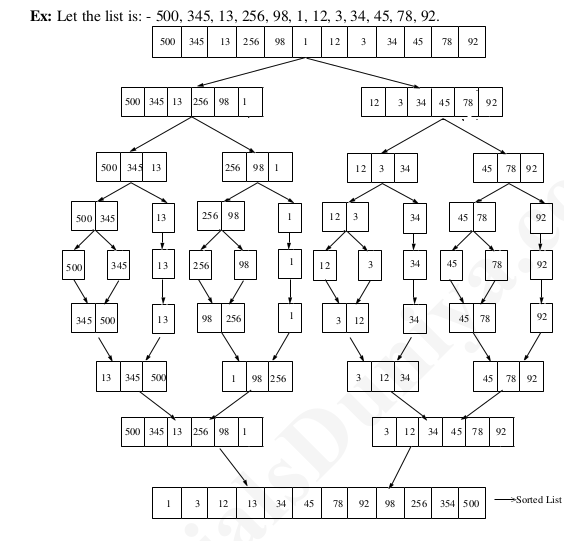 Ex: Let the list is: - 500, 345, 13, 256, 98, 1, 12, 3, 34, 45, 78, 92.
500 345 13 256 98 1 12 3 34 45 78 92
500 345 13 256 98 1 12 3 34 45 78 92
500 345 13 256 98 1 12 3 34 45 78 92
500 345 13 256 98 1 12 3 34 45 78 92
500 345 13 256 98 1 12 3 34 45 78 92
345 500 13 98 256 1 3 12 34 45 78 92
13 345 500 1 98 256 3 12 34 45 78 92
500 345 13 256 98 1 3 12 34 45 78 92
1 3 12 13 34 45 78 92 98 256 354 500 Sorted List